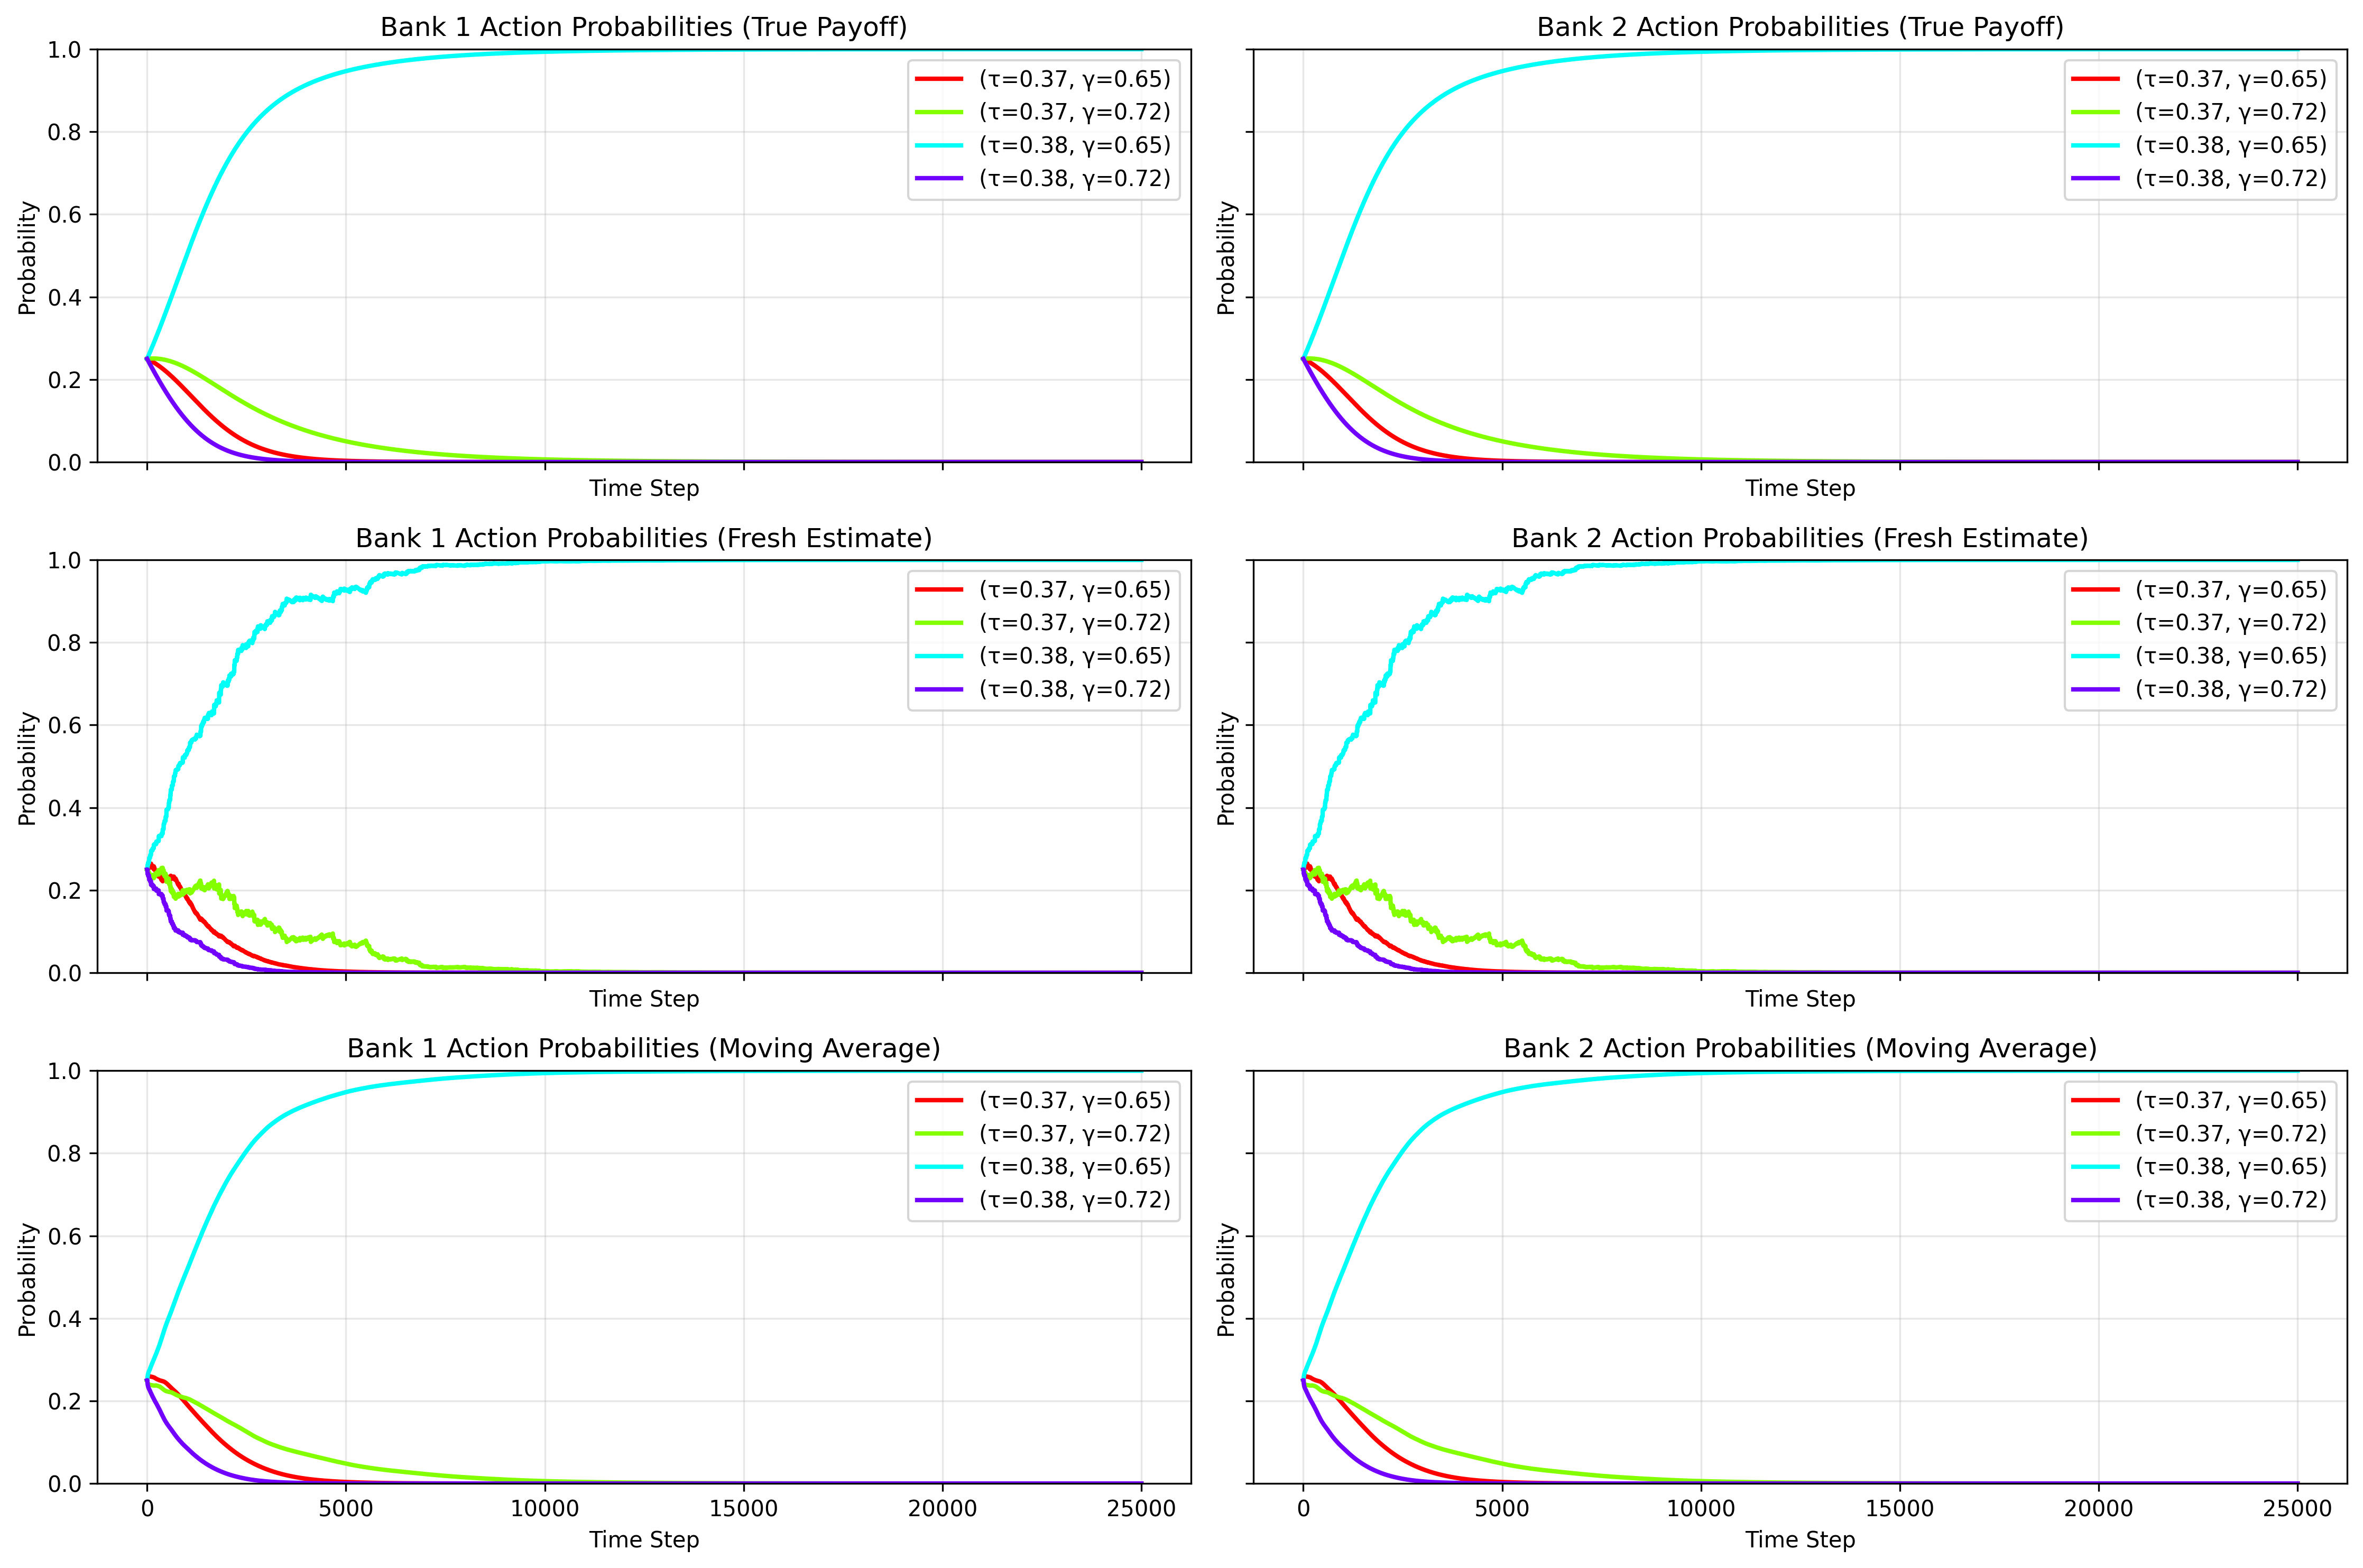 Bank 1 Action Probabilities (True Payoff)
Probability
1.0
0.8
0.6
0.4
0.2
0.0
(τ=0.37, γ=0.65)
(τ=0.37, γ=0.72)
(τ=0.38, γ=0.65)
(τ=0.38, γ=0.72)
Time Step
Bank 2 Action Probabilities (True Payoff)
Probability
(τ=0.37, γ=0.65)
(τ=0.37, γ=0.72)
(τ=0.38, γ=0.65)
(τ=0.38, γ=0.72)
Time Step
Bank 1 Action Probabilities (Fresh Estimate)
Probability
1.0
0.8
0.6
0.4
0.2
0.0
(τ=0.37, γ=0.65)
(τ=0.37, γ=0.72)
(τ=0.38, γ=0.65)
(τ=0.38, γ=0.72)
Time Step
Bank 2 Action Probabilities (Fresh Estimate)
Probability
(τ=0.37, γ=0.65)
(τ=0.37, γ=0.72)
(τ=0.38, γ=0.65)
(τ=0.38, γ=0.72)
Time Step
Bank 1 Action Probabilities (Moving Average)
Probability
1.0
0.8
0.6
0.4
0.2
0.0
(τ=0.37, γ=0.65)
(τ=0.37, γ=0.72)
(τ=0.38, γ=0.65)
(τ=0.38, γ=0.72)
0 5000 10000 15000 20000 25000
Time Step
Bank 2 Action Probabilities (Moving Average)
Probability
(τ=0.37, γ=0.65)
(τ=0.37, γ=0.72)
(τ=0.38, γ=0.65)
(τ=0.38, γ=0.72)
0 5000 10000 15000 20000 25000
Time Step